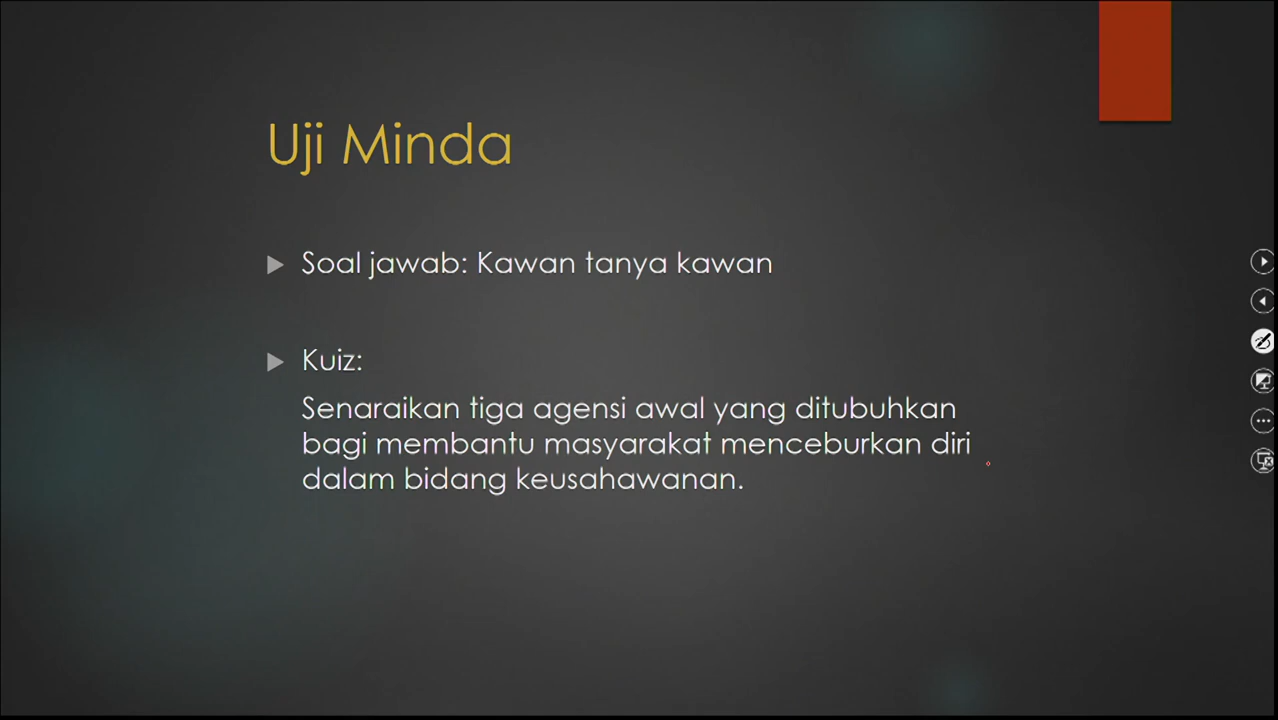 Uji Minda
Soal jawab: Kawan tanya kawan
Kuiz:
Senaraikan tiga agensi awal yang ditubuhkan
bagi membantu masyarakat menceburkan diri
dalam bidang keusahawanan.